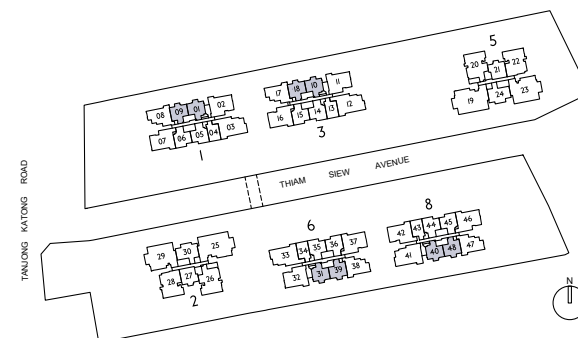 5
20 21 22
19 24 23
17 18 10 11
16 15 14 13 12
3
08 09 01 02
07 06 05 04 03
1
TANJONG KATONG ROAD
THIAM SIEW AVENUE
8
42 43 44 45 46
41 40 48 47
6
33 34 35 36 37
32 31 39 38
29 30 25
28 27 26
2
N